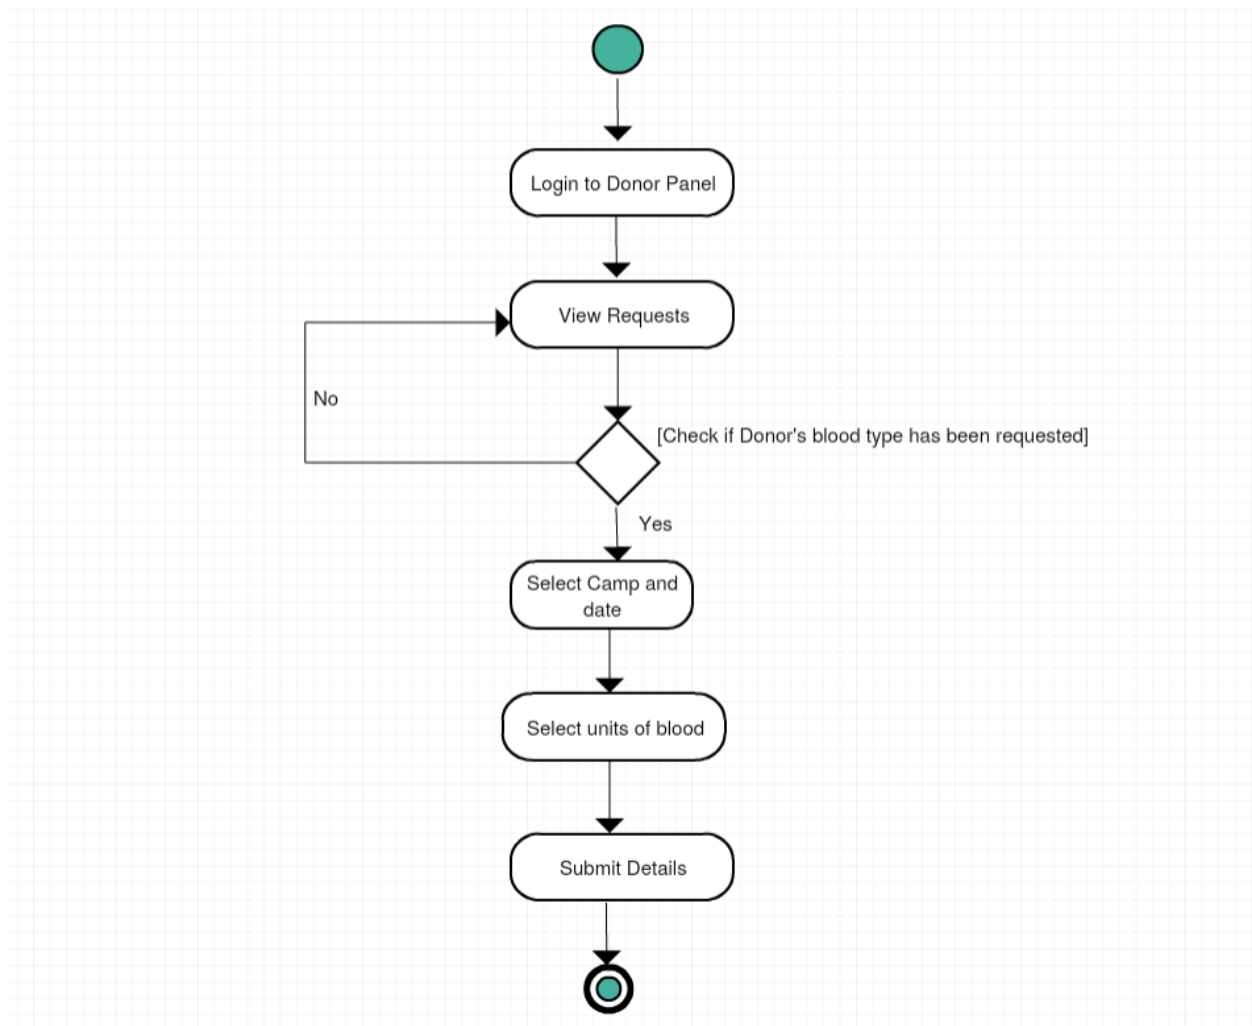 Login to Donor Panel
View Requests
No
[Check if Donor's blood type has been requested]
Yes
Select Camp and
date
Select units of blood
Submit Details